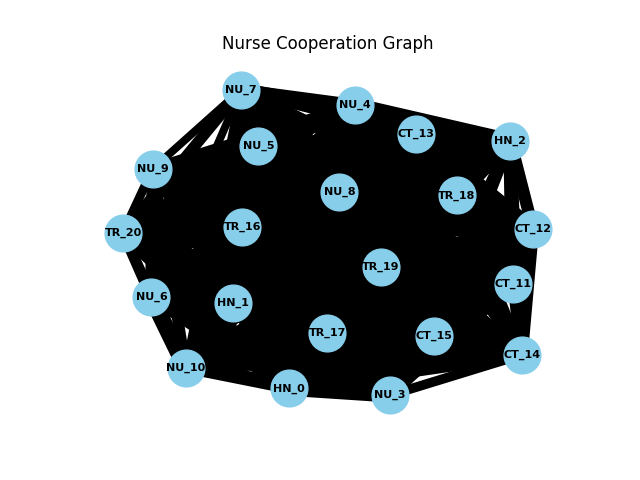 Nurse Cooperation Graph
NU_7
NU_4
CT_13
HN_2
NU_5
NU_9
NU_8
TR_18
TR_16
CT_12
TR_20
TR_19
CT_11
NU_6
HN_1
TR_17
CT_15
CT_14
NU_10
HN_0
NU_3